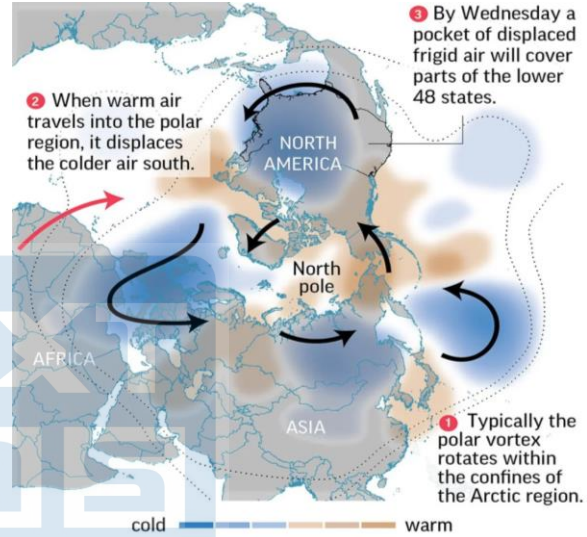 3 By Wednesday a
pocket of displaced
frigid air will cover
parts of the lower
48 states.
2 When warm air
travels into the polar
region, it displaces
the colder air south.
NORTH
AMERICA
North
pole
AFRICA
ASIA
1 Typically the
polar vortex
rotates within
the confines of
the Arctic region.
cold warm